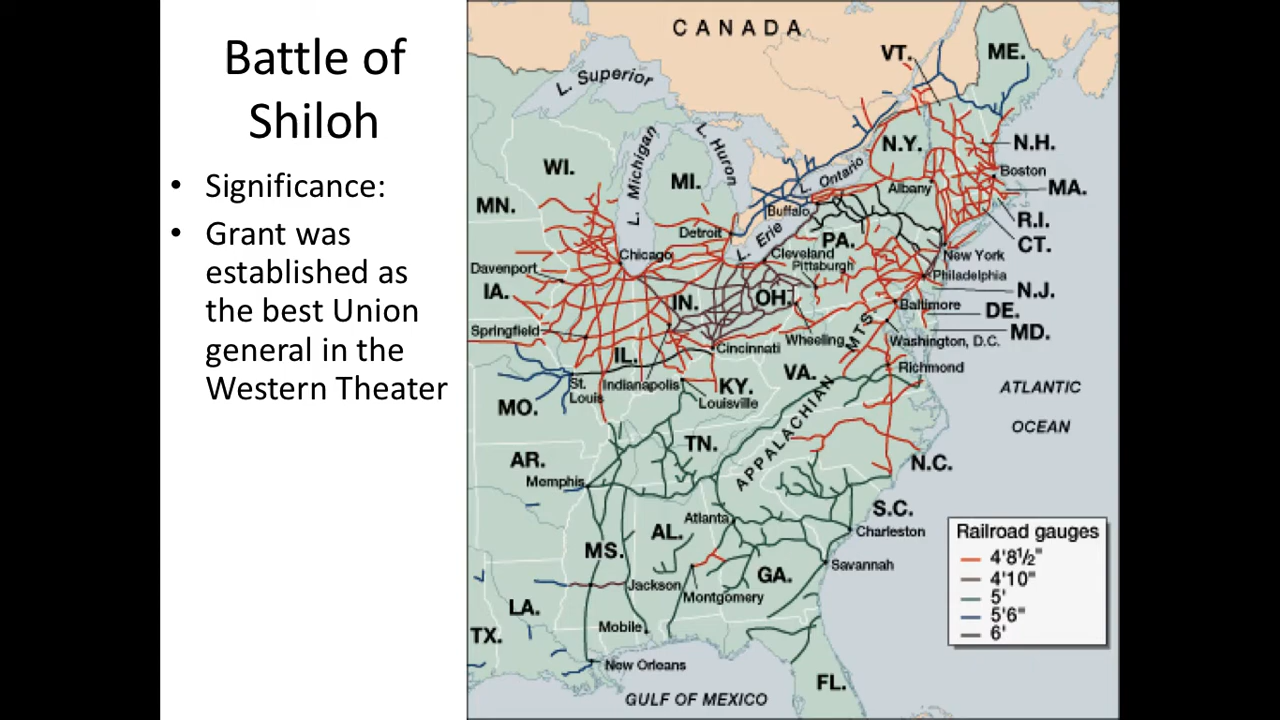 Battle of
Shiloh
• Significance:
• Grant was
established as
the best Union
general in the
Western Theater
CANADA
VT.
ME.
L. Superior
L. Michigan
L. Huron
N.Y.
N.H.
WI.
L. Ontario
Boston
MI.
Albany
MA.
MN.
Buffalo
R.I.
Detroit
L. Erie
PA.
CT.
Chicago
Cleveland
New York
Davenport
Pittsburgh
Philadelphia
IA.
IN.
OH.
N.J.
Baltimore
DE.
Springfield
Wheeling
MD.
IL.
Cincinnati
Washington, D.C.
St.
Louis
Indianapolis
KY.
VA.
Richmond
ATLANTIC
OCEAN
MO.
Louisville
APPALACHIAN MTS.
TN.
AR.
N.C.
Memphis
S.C.
Atlanta
AL.
Charleston
MS.
GA.
Savannah
Jackson
Montgomery
LA.
Mobile
TX.
New Orleans
FL.
GULF OF MEXICO
Railroad gauges
4'8½"
4'10"
5'
5'6"
6'